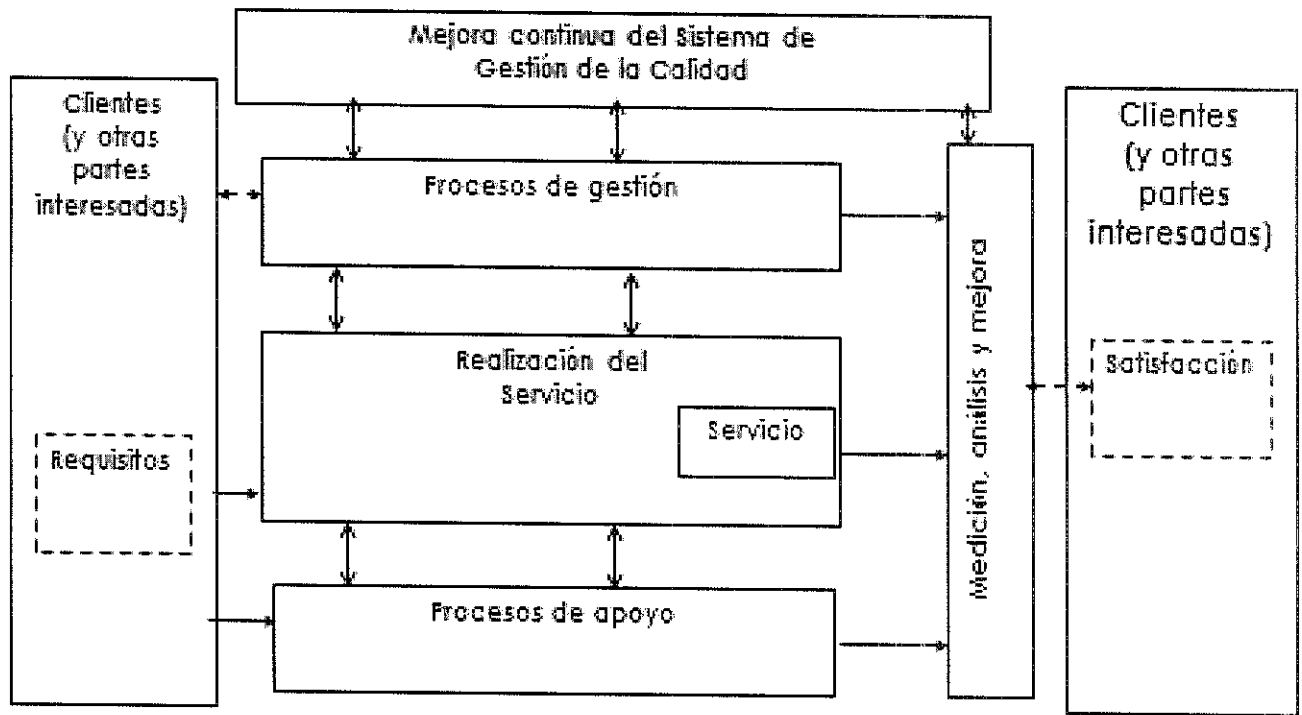 Mejora continua del Sistema de
Gestión de la Calidad
Clientes
(y otras
partes
interesadas)
Requisitos
Procesos de gestión
Realización del
Servicio
Servicio
Procesos de apoyo
Medición, análisis y mejora
Clientes
(y otras
partes
interesadas)
Satisfacción